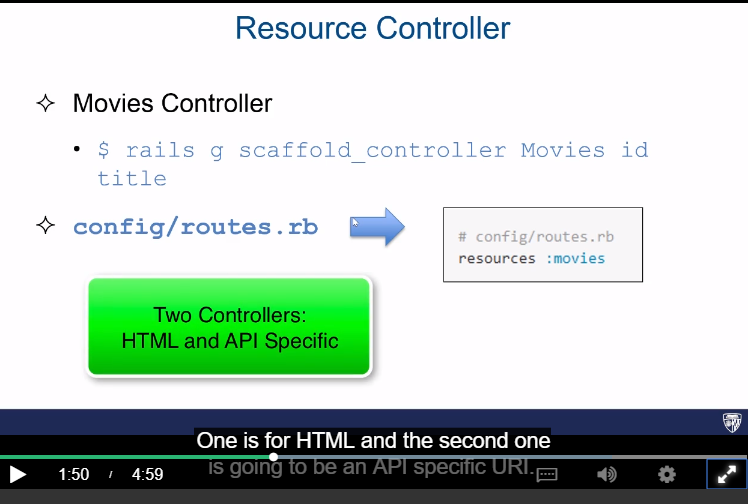 Resource Controller
✧ Movies Controller
• $ rails g scaffold_controller Movies id
title
✧ config/routes.rb
# config/routes.rb
resources :movies
Two Controllers:
HTML and API Specific
One is for HTML and the second one
is going to be an API specific URI.
1:50 / 4:59